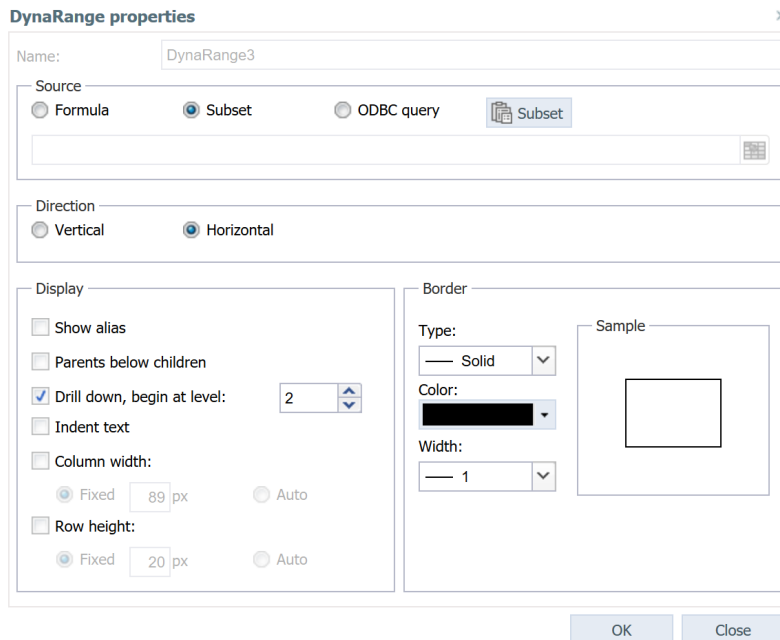 DynaRange properties
Name: DynaRange3
Source
Formula Subset ODBC query Subset
Direction
Vertical Horizontal
Display
Show alias
Parents below children
Drill down, begin at level: 2
Indent text
Column width:
Fixed 89 px Auto
Row height:
Fixed 20 px Auto
Border
Type:
Solid
Color:
Width:
1
Sample
OK Close